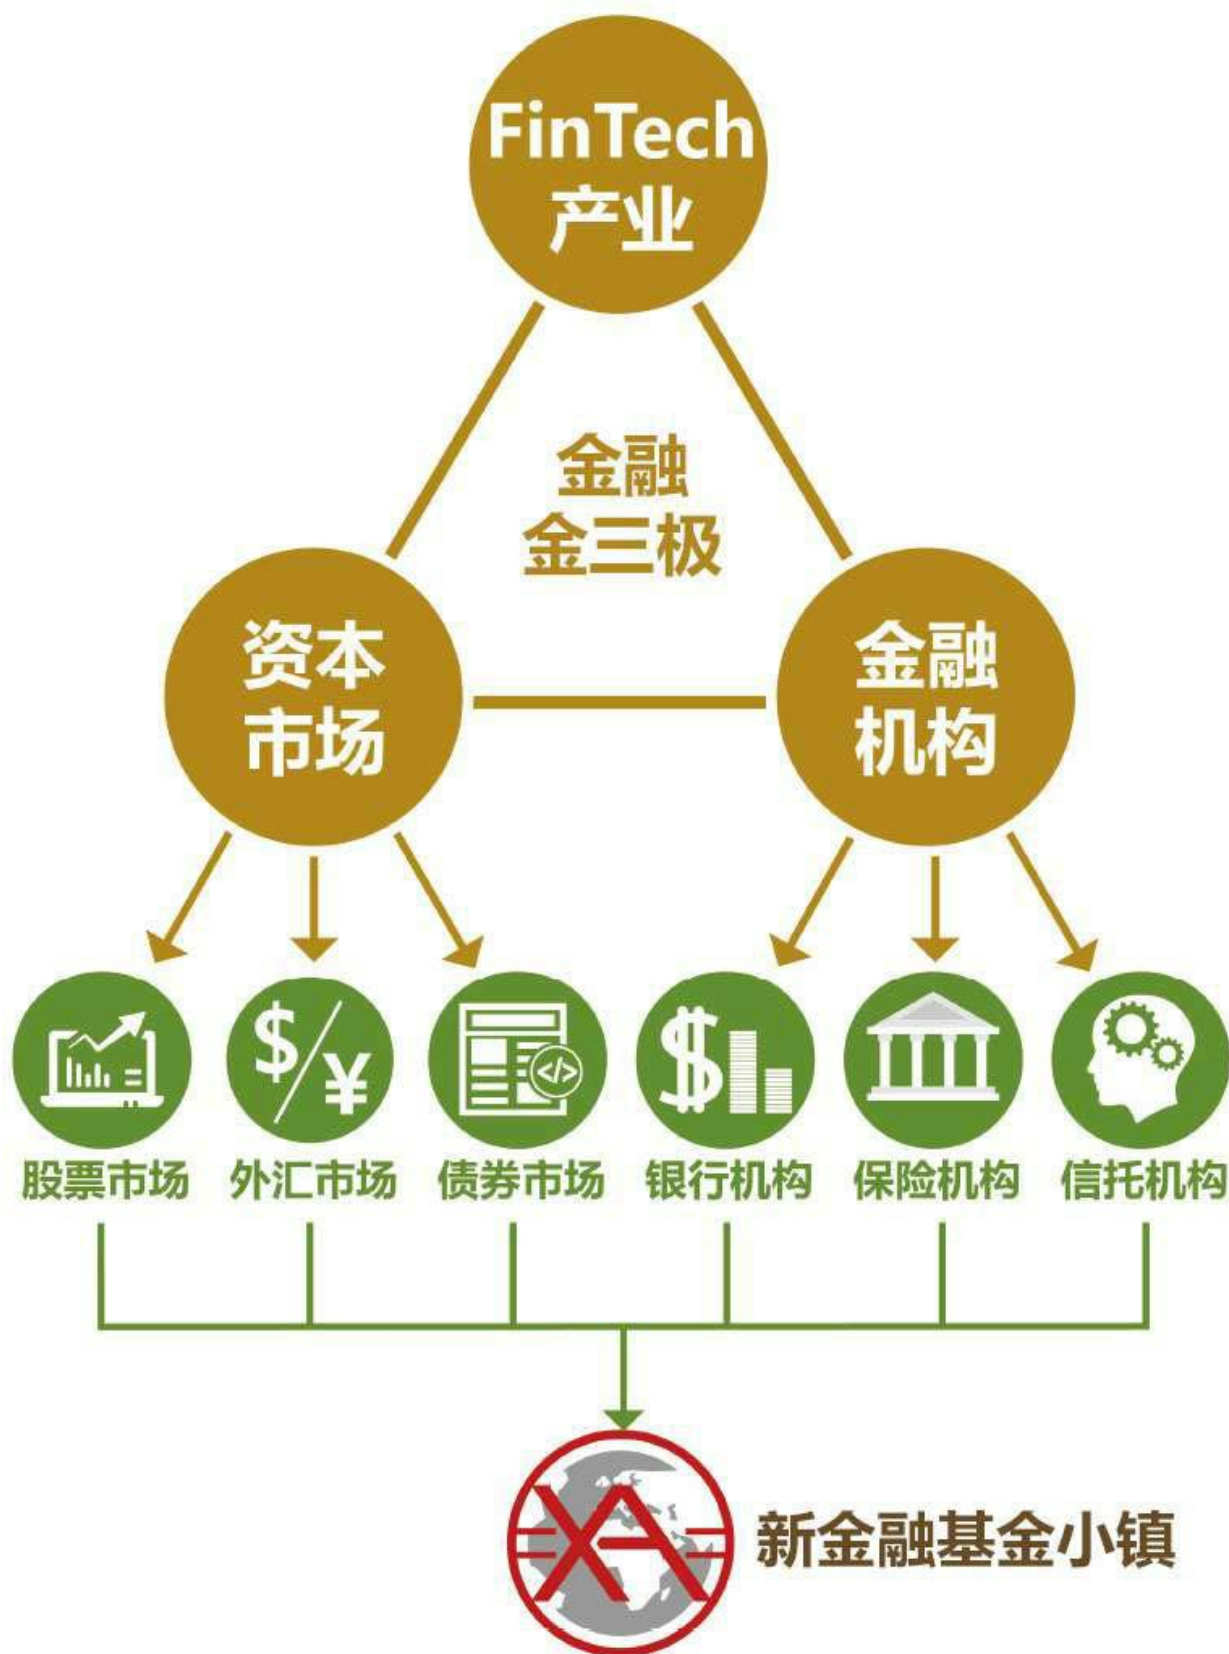 FinTech
产业
金融
金三极
资本
市场
金融
机构
$/¥
</>
$
股票市场
外汇市场
债券市场
银行机构
保险机构
信托机构
XA
新金融基金小镇